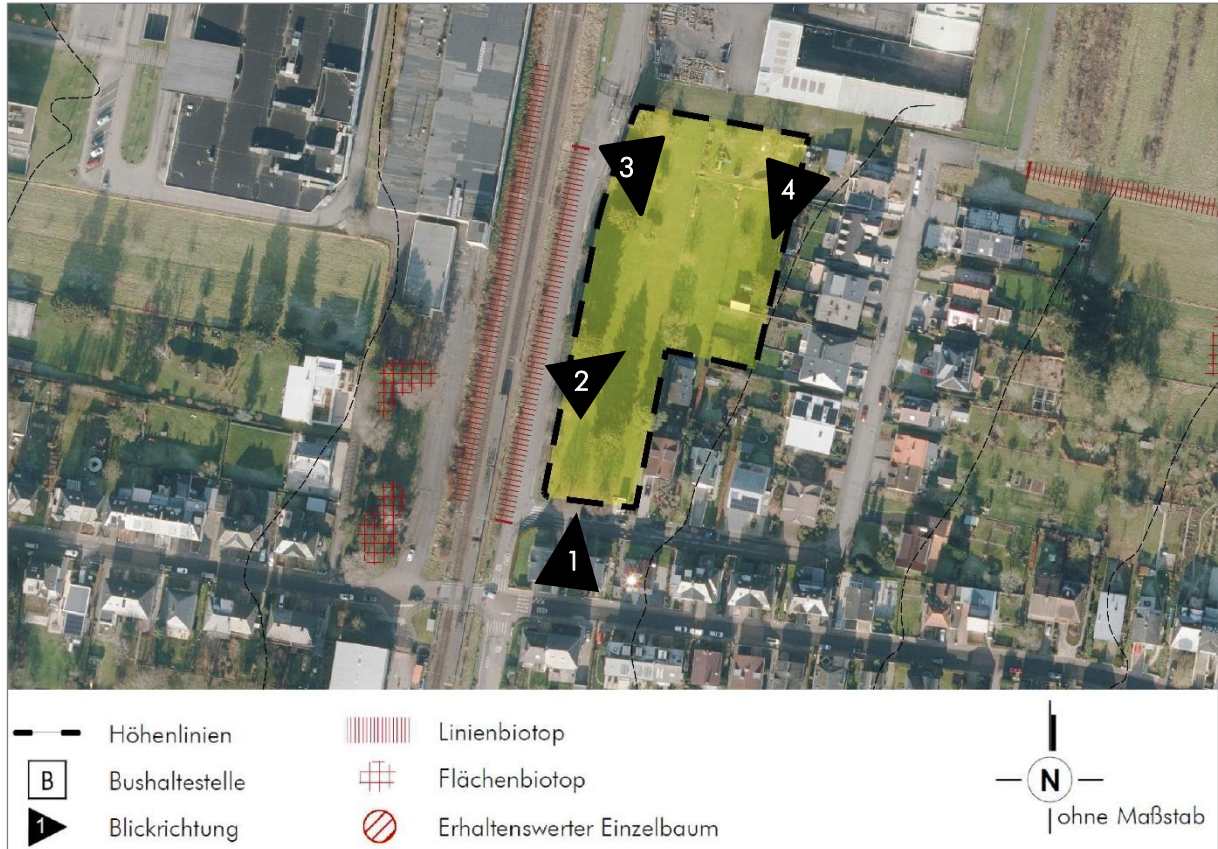 3
4
2
1
Höhenlinien
Linienbiotop
B
Bushaltestelle
Flächenbiotop
1
Blickrichtung
Erhaltenswerter Einzelbaum
N
ohne Maßstab